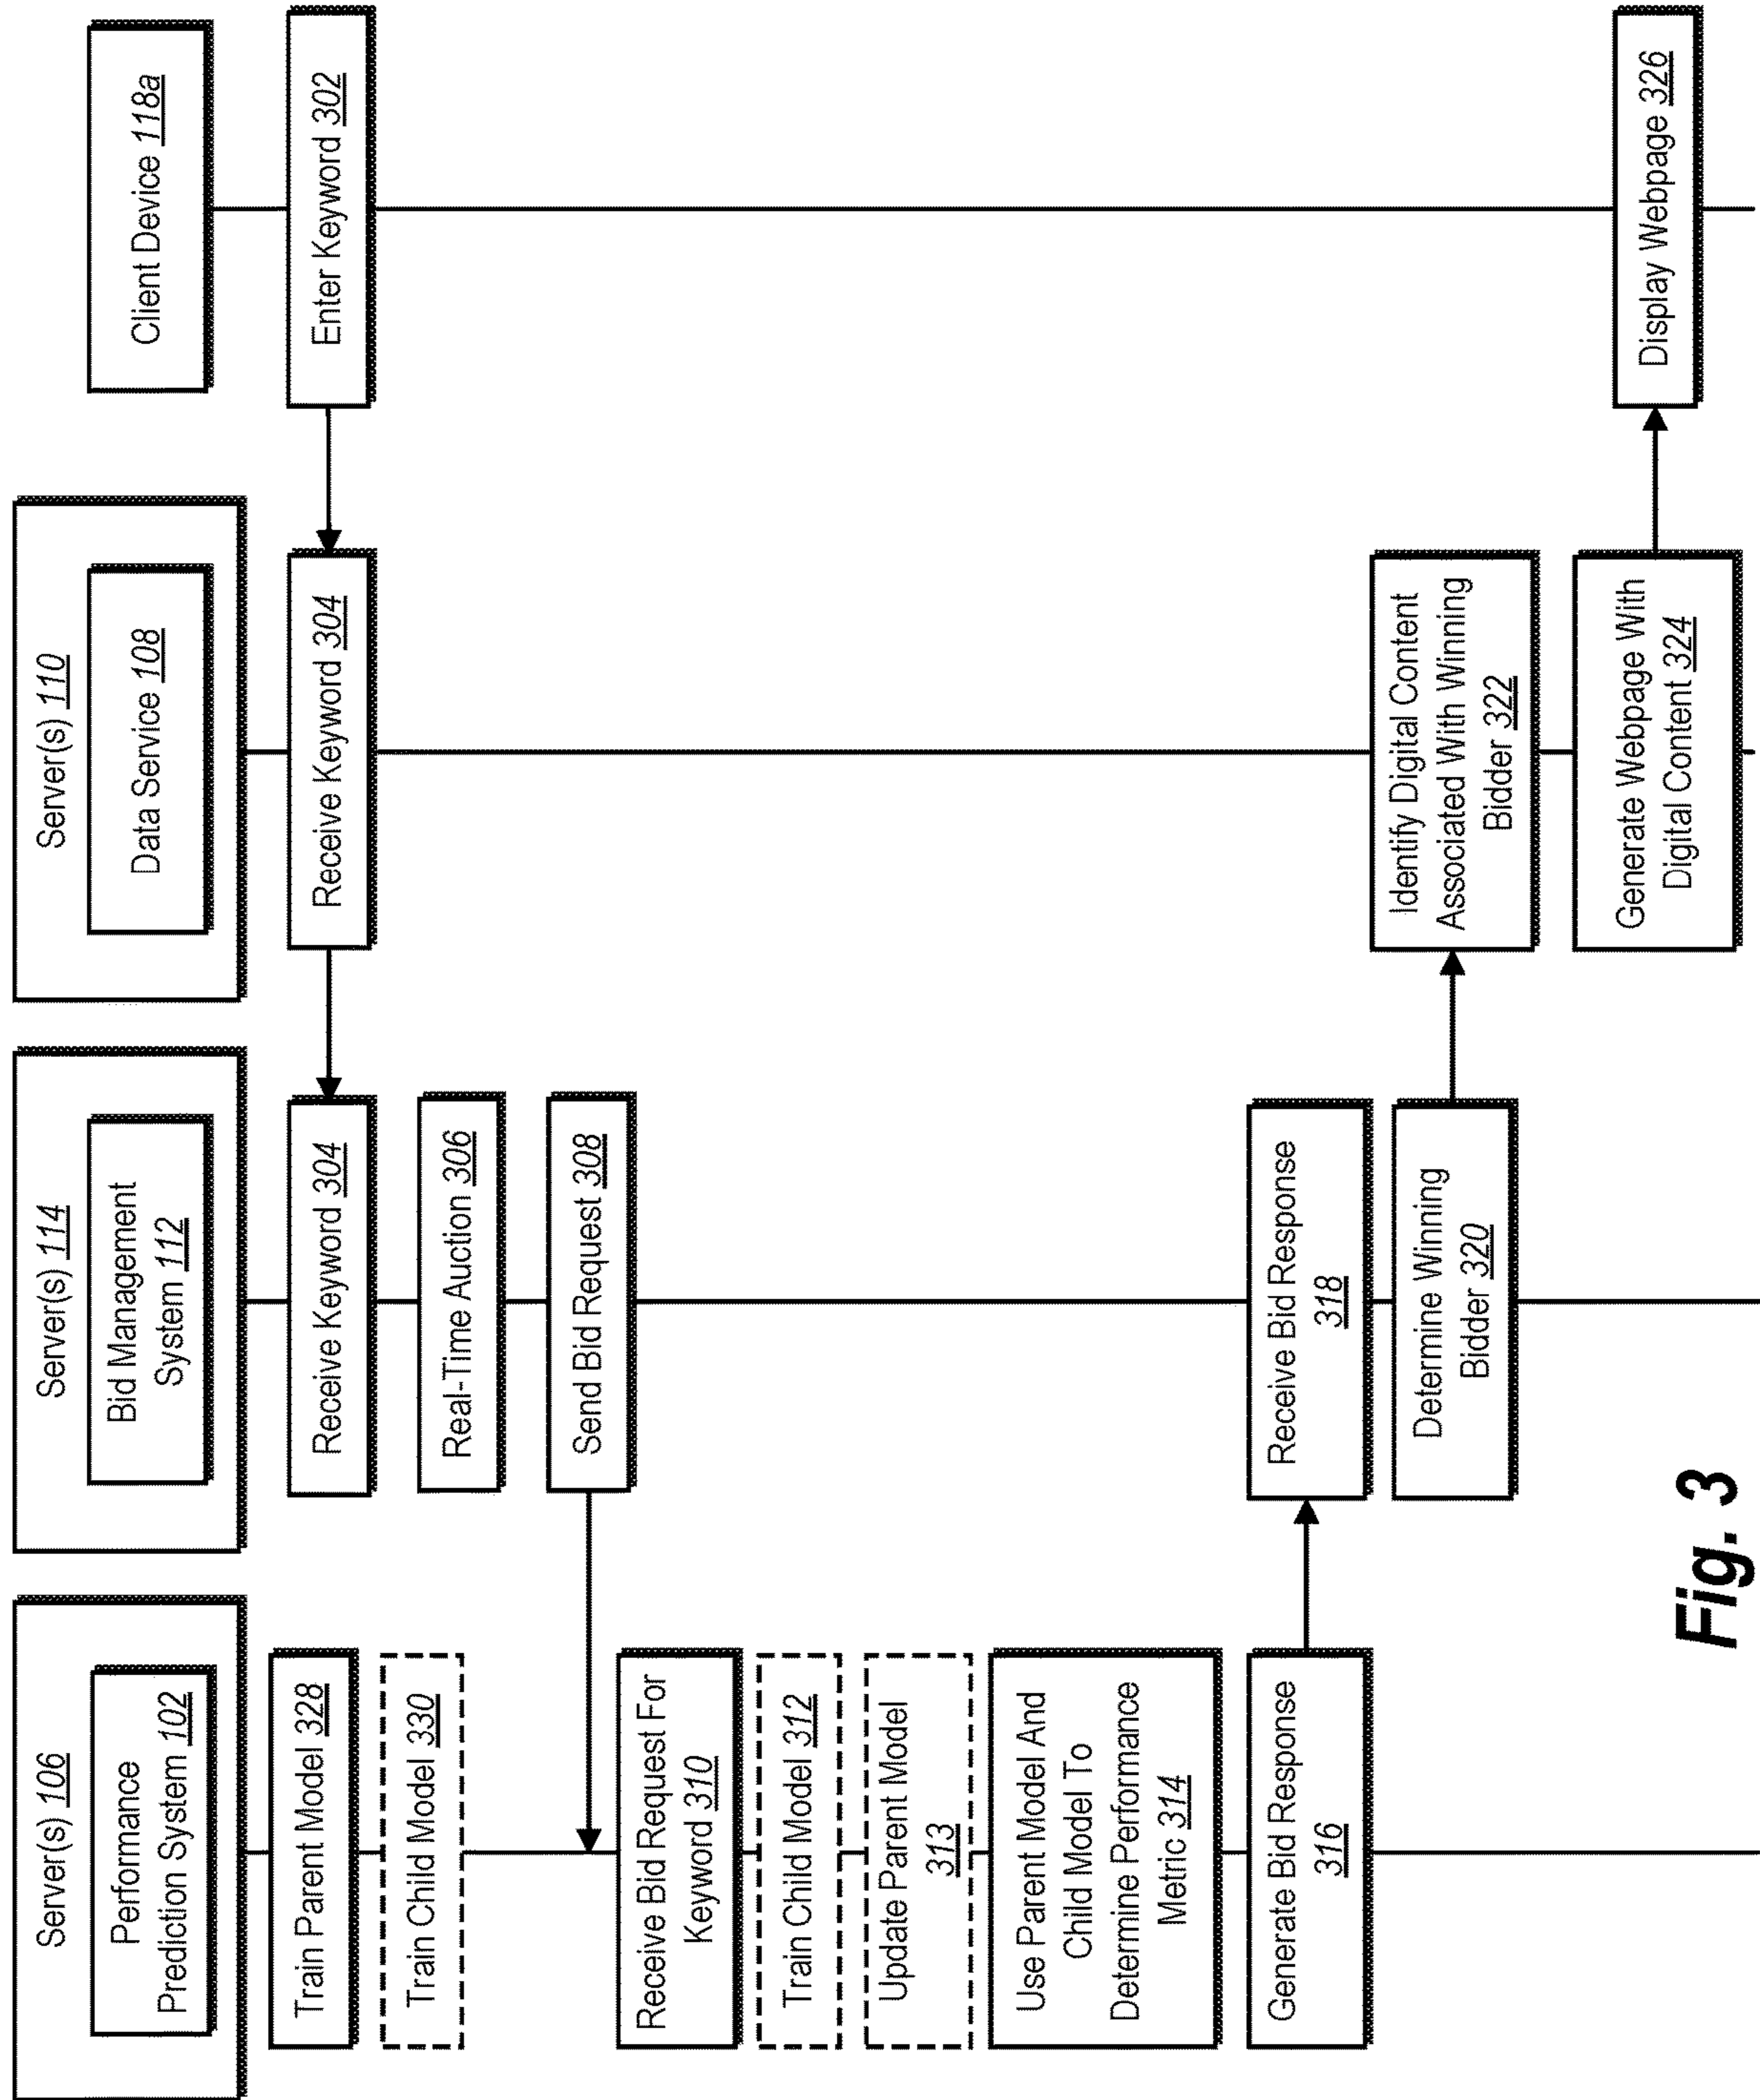 Server(s) 106
Performance
Prediction System 102
Train Parent Model 328
Train Child Model 330
Receive Bid Request For
Keyword 310
Train Child Model 312
Update Parent Model
313
Use Parent Model And
Child Model To
Determine Performance
Metric 314
Generate Bid Response
316
Server(s) 114
Bid Management
System 112
Receive Keyword 304
Real-Time Auction 306
Send Bid Request 308
Receive Bid Response
318
Determine Winning
Bidder 320
Server(s) 110
Data Service 108
Receive Keyword 304
Identify Digital Content
Associated With Winning
Bidder 322
Generate Webpage With
Digital Content 324
Client Device 118a
Enter Keyword 302
Display Webpage 326
Fig. 3